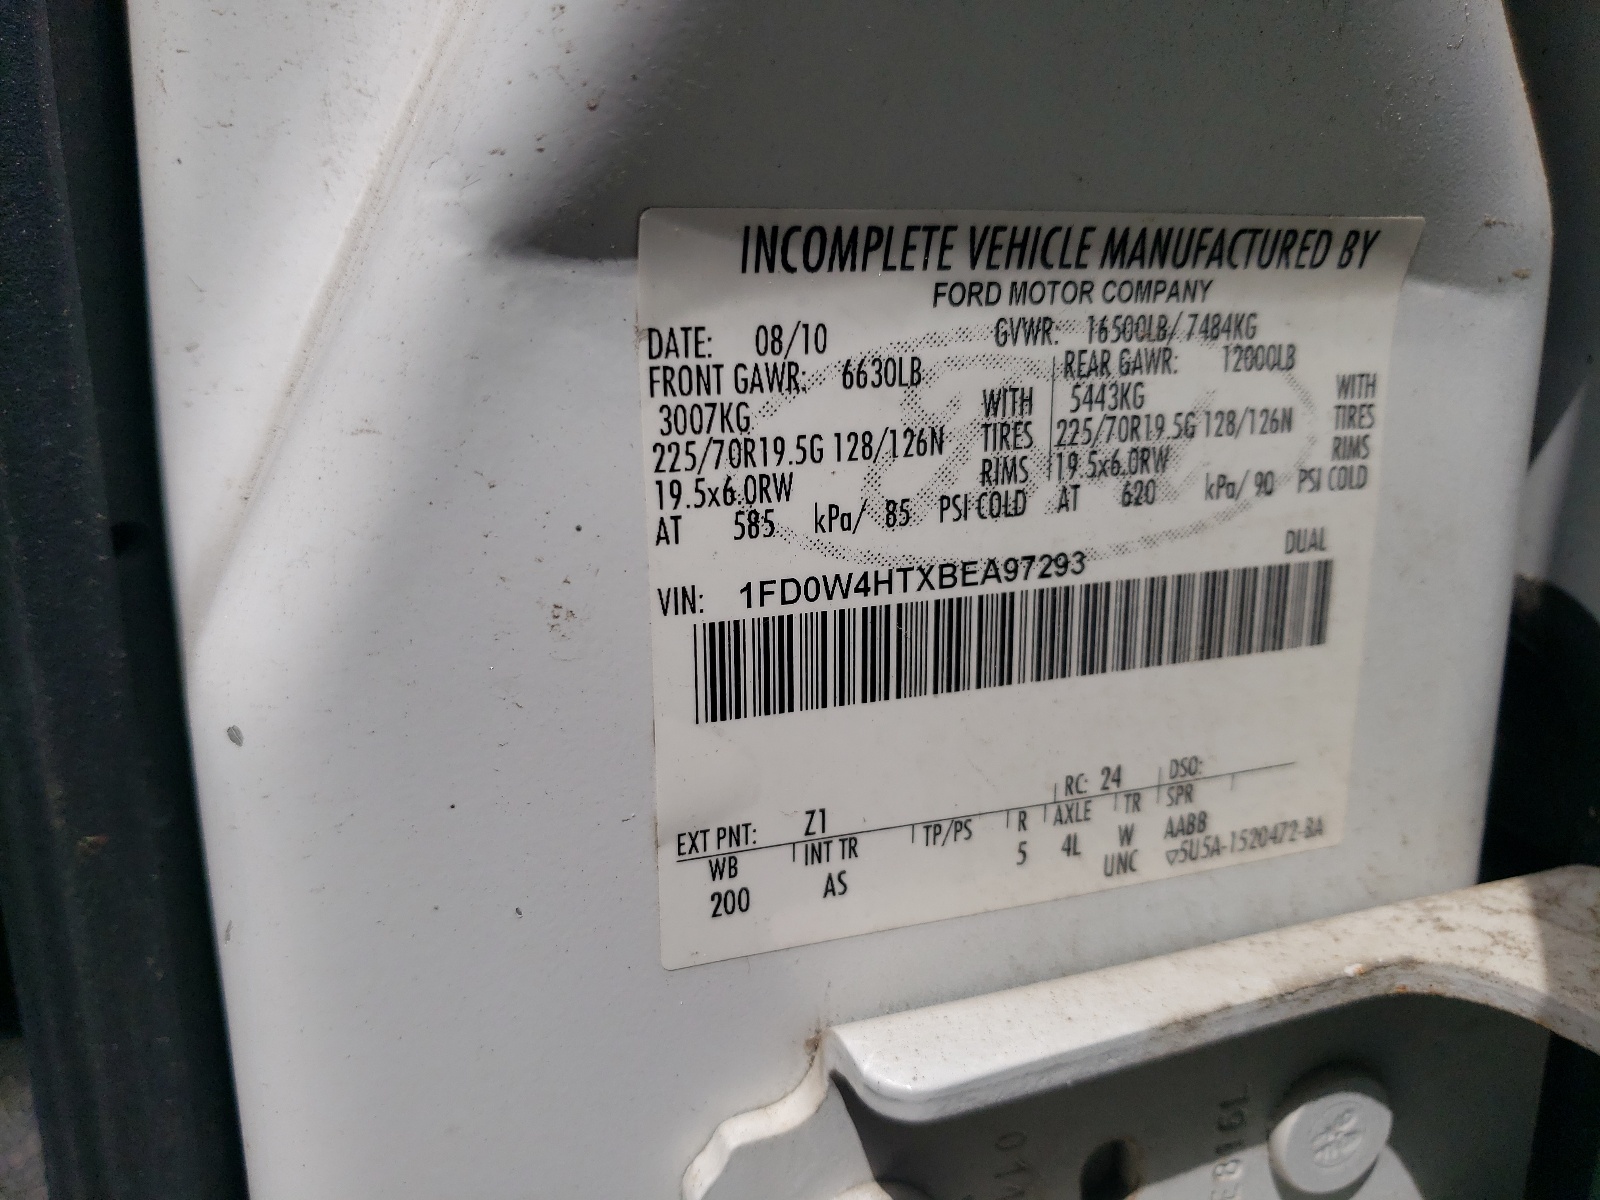 INCOMPLETE VEHICLE MANUFACTURED BY
FORD MOTOR COMPANY
DATE: 08/10 GVWR: 16500LB/ 7484KG
FRONT GAWR: 6630LB REAR GAWR: 12000LB
3007KG WITH 5443KG WITH
225/70R19.5G 128/126N TIRES 225/70R19.5G 128/126N TIRES
19.5x6.0RW RIMS 19.5x6.0RW RIMS
AT 585 kPa/ 85 PSI COLD AT 620 kPa/ 90 PSI COLD
DUAL
VIN: 1FD0W4HTXBEA97293
EXT PNT: Z1 RC: 24 DSO:
WB INT TR TP/PS R AXLE TR SPR
200 AS 5 4L W AABB
UNC ▽5U5A-1520472-BA